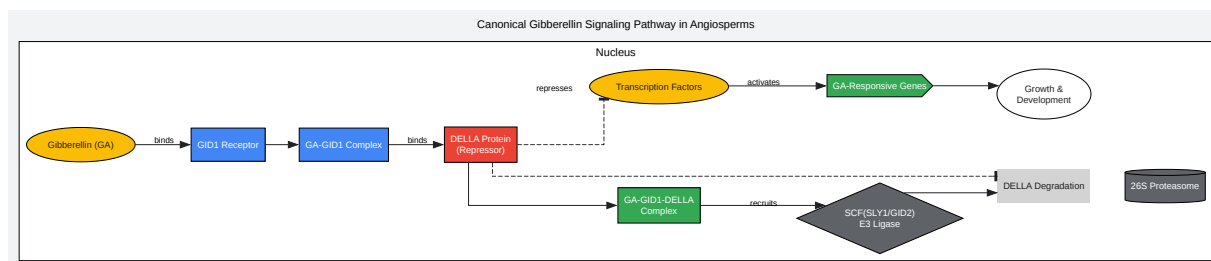 Canonical Gibberellin Signaling Pathway in Angiosperms
Nucleus
represses
Transcription Factors
activates
GA-Responsive Genes
Growth &
Development
Gibberellin (GA)
binds
GID1 Receptor
GA-GID1 Complex
binds
DELLA Protein
(Repressor)
GA-GID1-DELLA
Complex
recruits
SCF(SLY1/GID2)
E3 Ligase
DELLA Degradation
26S Proteasome